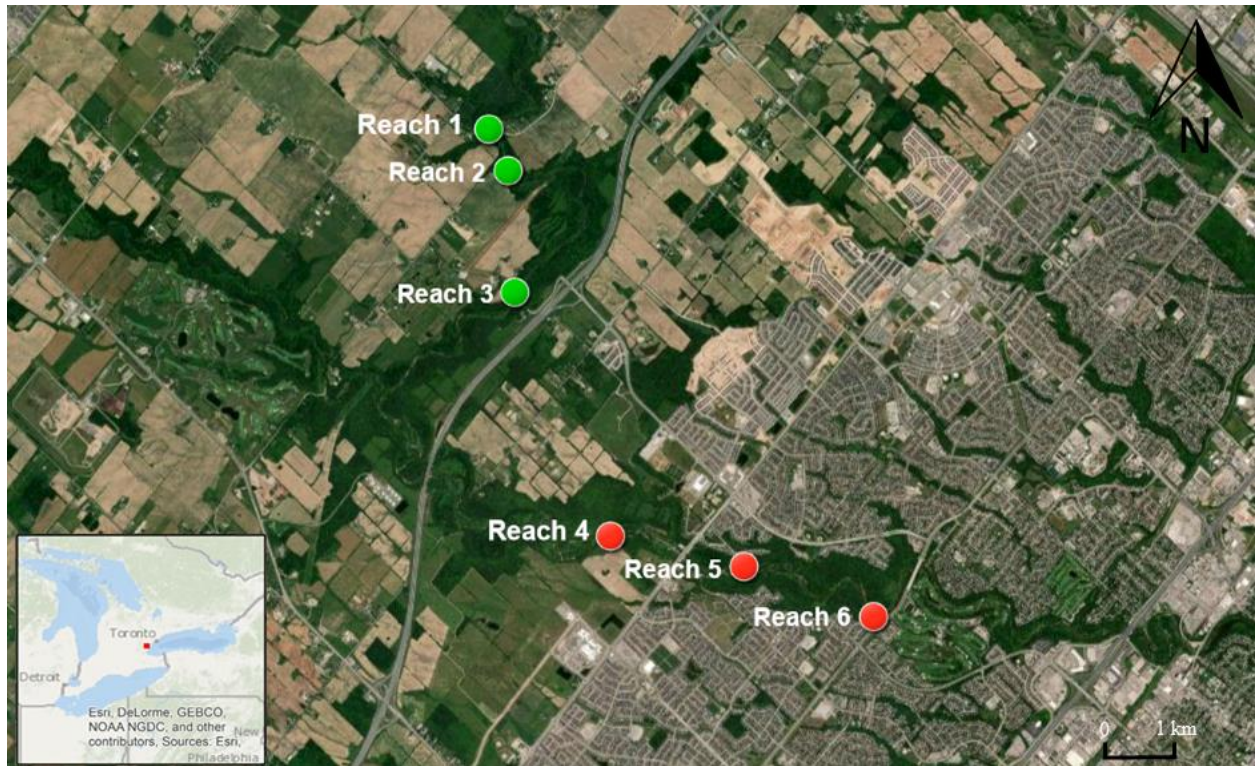 N
Reach 1
Reach 2
Reach 3
Reach 4
Reach 5
Reach 6
Toronto
Detroit
Esri, DeLorme, GEBCO,
NOAA NGDC, and other
contributors, Sources: Esri,
New
Philadelphia
0 1 km